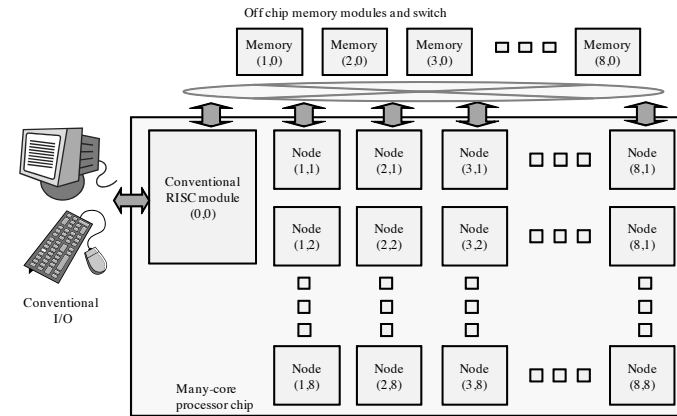 Off chip memory modules and switch
Memory
(1,0)
Memory
(2,0)
Memory
(3,0)
Memory
(8,0)
Conventional
RISC module
(0,0)
Node
(1,1)
Node
(2,1)
Node
(3,1)
Node
(8,1)
Node
(1,2)
Node
(2,2)
Node
(3,2)
Node
(8,1)
Conventional
I/O
Node
(1,8)
Node
(2,8)
Node
(3,8)
Node
(8,8)
Many-core
processor chip